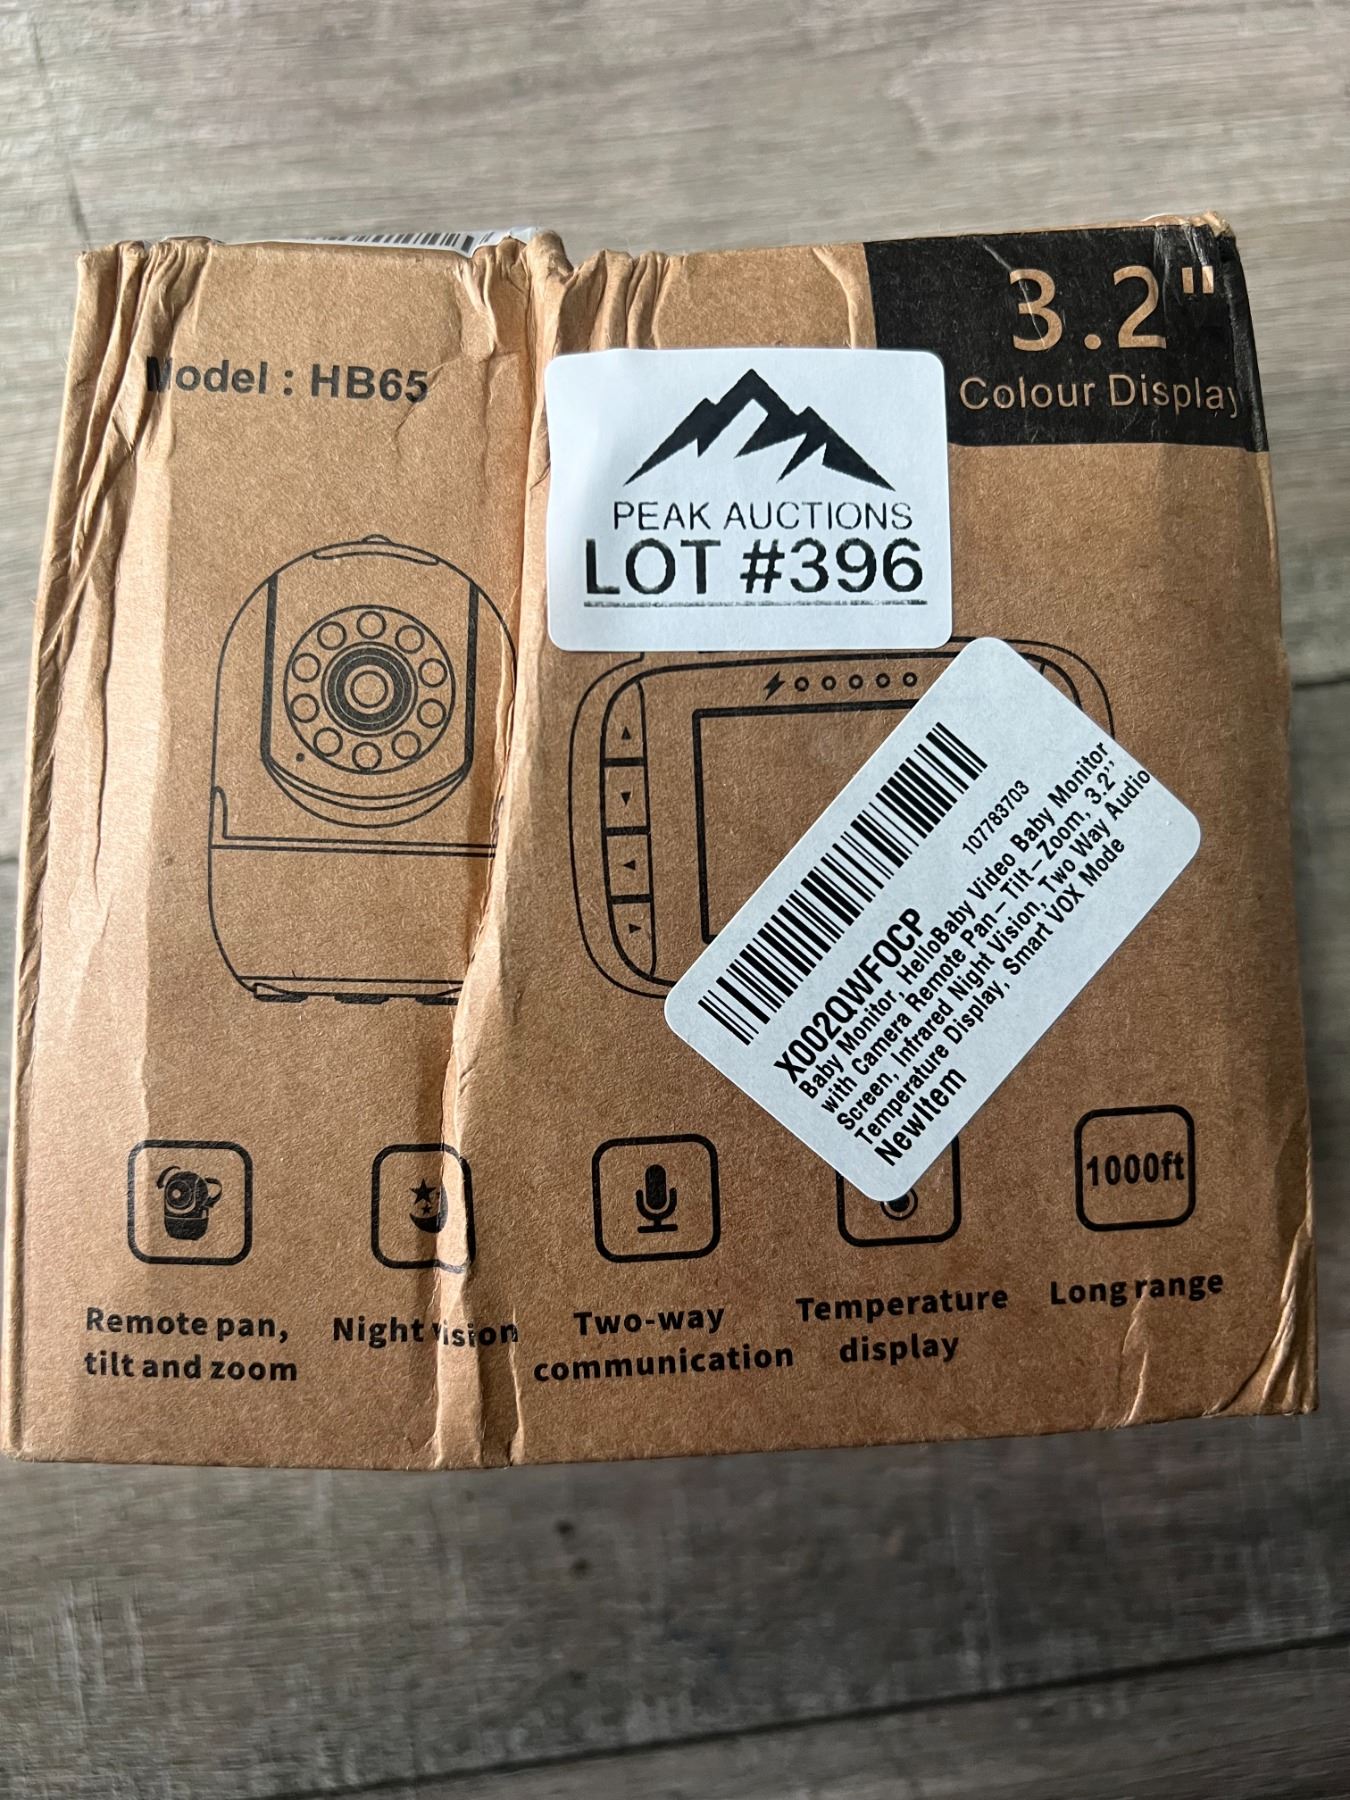 3.2"
Colour Display
Model : HB65
PEAK AUCTIONS
LOT #396
107783703
X002QWFOCP
Baby Monitor, HelloBaby Video Baby Monitor
with Camera Remote Pan-Tilt-Zoom, 3.2''
Screen, Infrared Night Vision, Two Way Audio
Temperature Display, Smart VOX Mode
NewItem
1000ft
Remote pan,
tilt and zoom
Night vision
Two-way
communication
Temperature
display
Long range